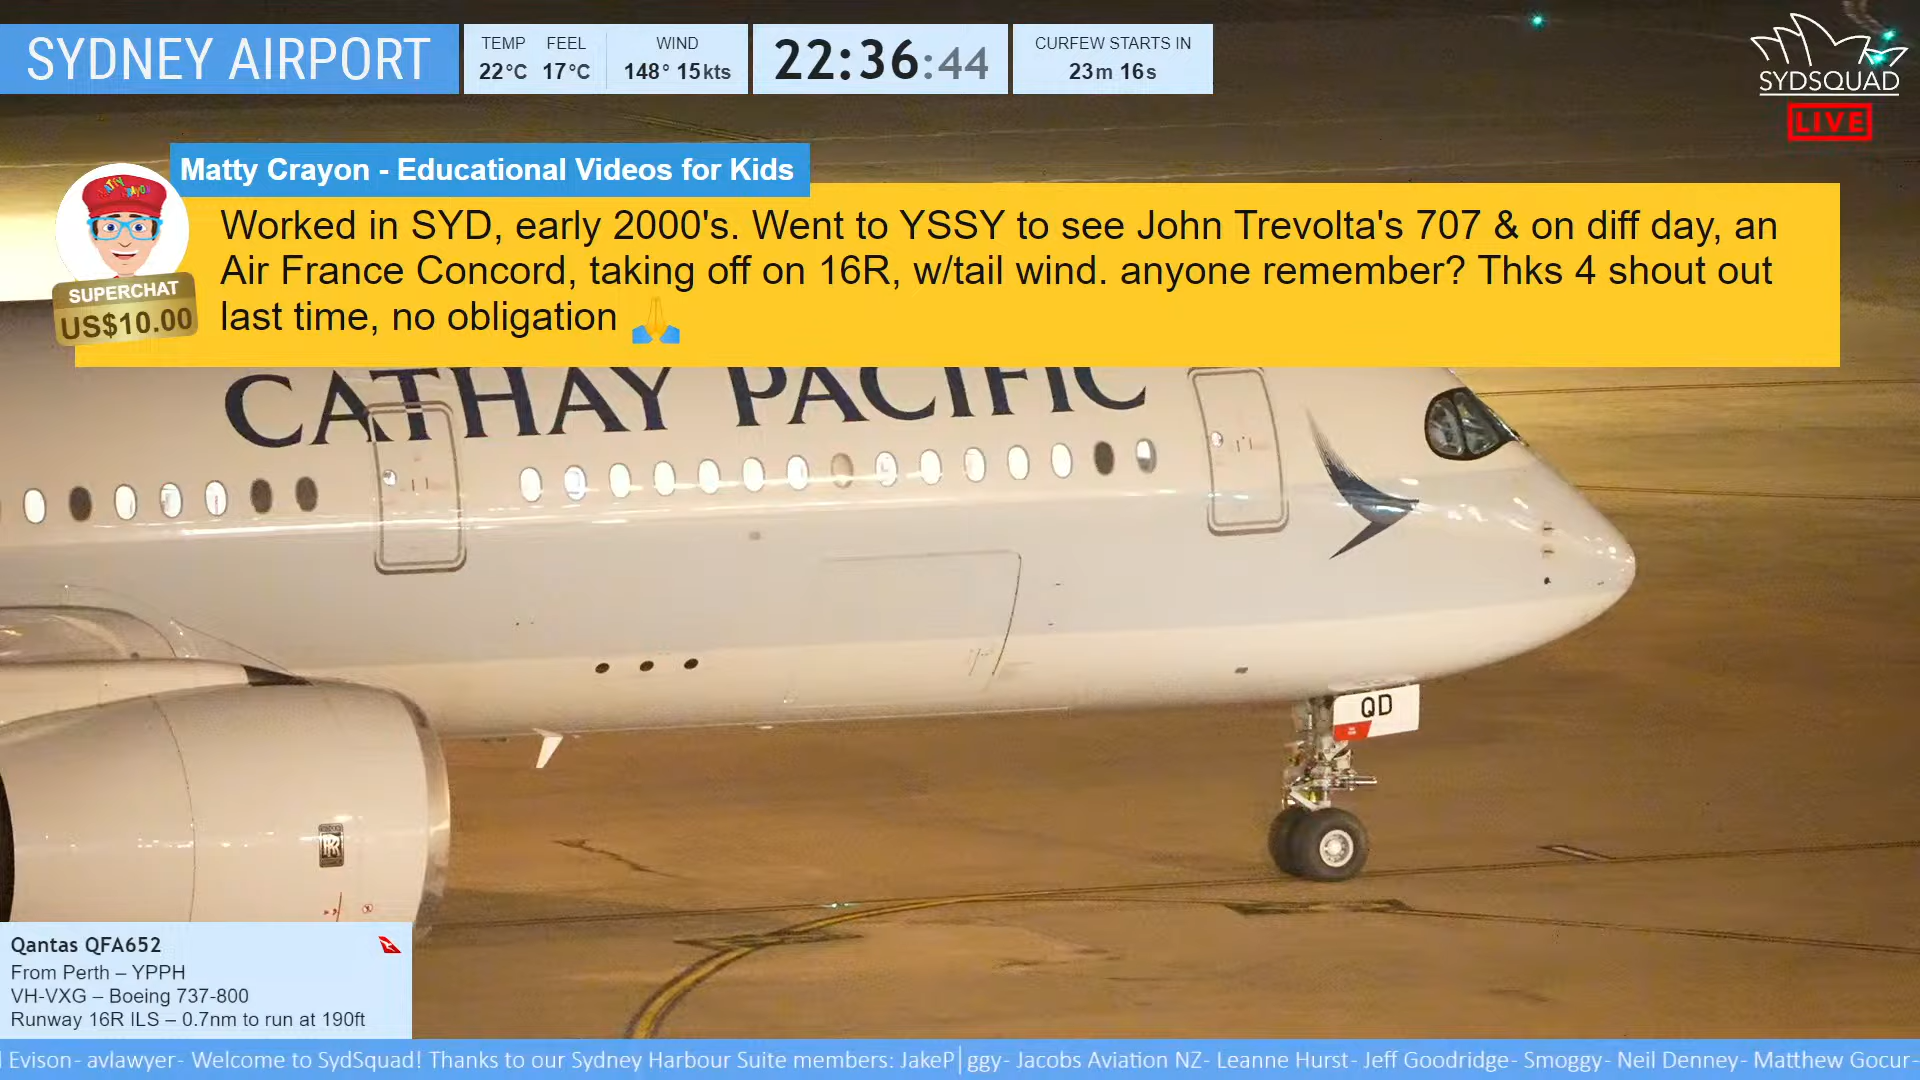 SYDNEY AIRPORT
TEMP FEEL WIND
22°C 17°C 148° 15kts
22:36:44
CURFEW STARTS IN
23m 16s
SYDSQUAD
LIVE
Matty Crayon - Educational Videos for Kids
MATTY CRAYON
SUPERCHAT
US$10.00
Worked in SYD, early 2000's. Went to YSSY to see John Trevolta's 707 & on diff day, an
Air France Concord, taking off on 16R, w/tail wind. anyone remember? Thks 4 shout out
last time, no obligation 🙏
CATHAY PACIFIC
QD
RR
Qantas QFA652
From Perth – YPPH
VH-VXG – Boeing 737-800
Runway 16R ILS – 0.7nm to run at 190ft
Evison- avlawyer- Welcome to SydSquad! Thanks to our Sydney Harbour Suite members: JakeP|ggy- Jacobs Aviation NZ- Leanne Hurst- Jeff Goodridge- Smoggy- Neil Denney- Matthew Gocur-